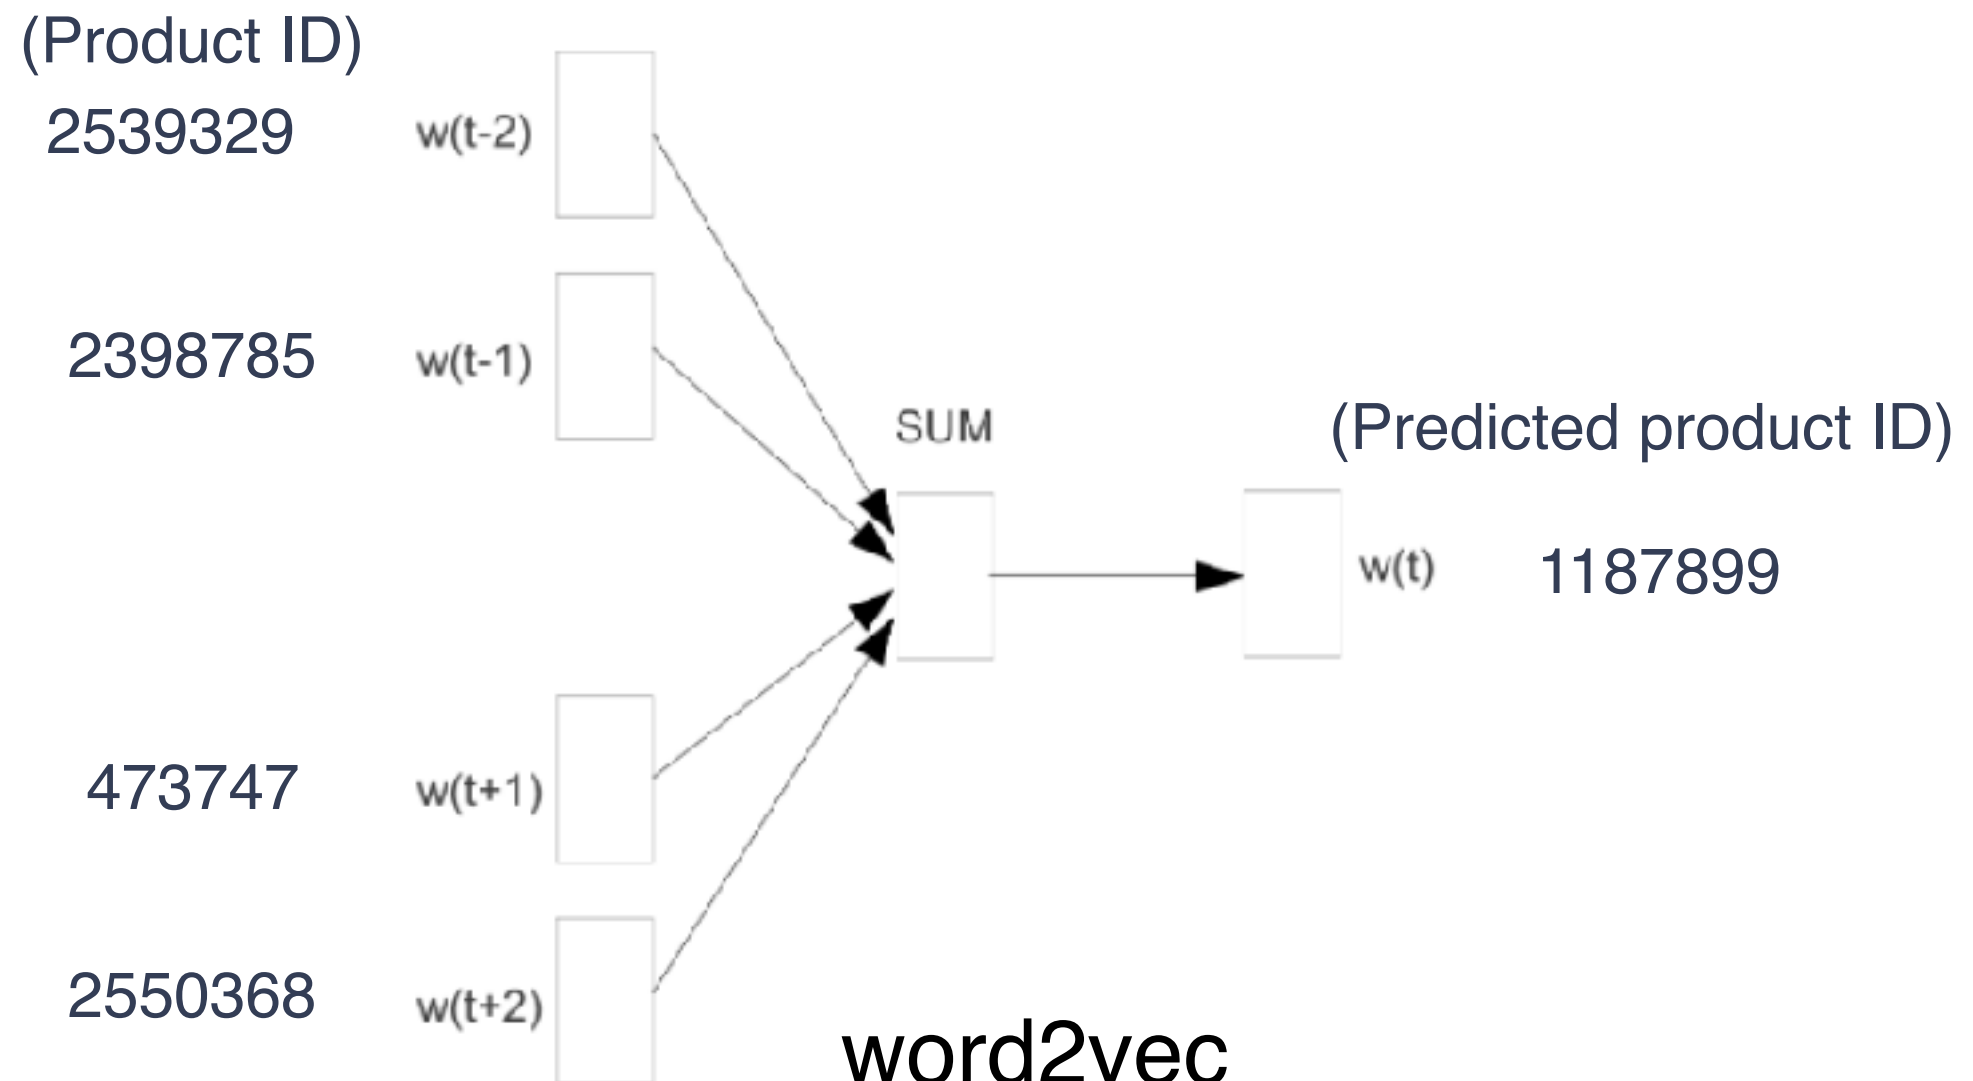 (Product ID)
2539329 w(t-2)
2398785 w(t-1)
SUM
(Predicted product ID)
w(t) 1187899
473747 w(t+1)
2550368 w(t+2)
word2vec